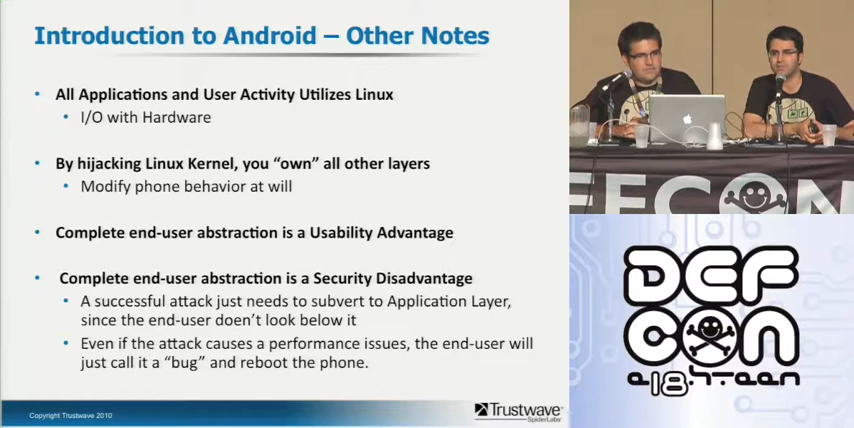 Introduction to Android – Other Notes
• All Applications and User Activity Utilizes Linux
• I/O with Hardware
• By hijacking Linux Kernel, you “own” all other layers
• Modify phone behavior at will
• Complete end-user abstraction is a Usability Advantage
• Complete end-user abstraction is a Security Disadvantage
• A successful attack just needs to subvert to Application Layer,
since the end-user doen’t look below it
• Even if the attack causes a performance issues, the end-user will
just call it a “bug” and reboot the phone.
Copyright Trustwave 2010
Trustwave
SpiderLabs
EFCON
DEF
CON
e18h.teen